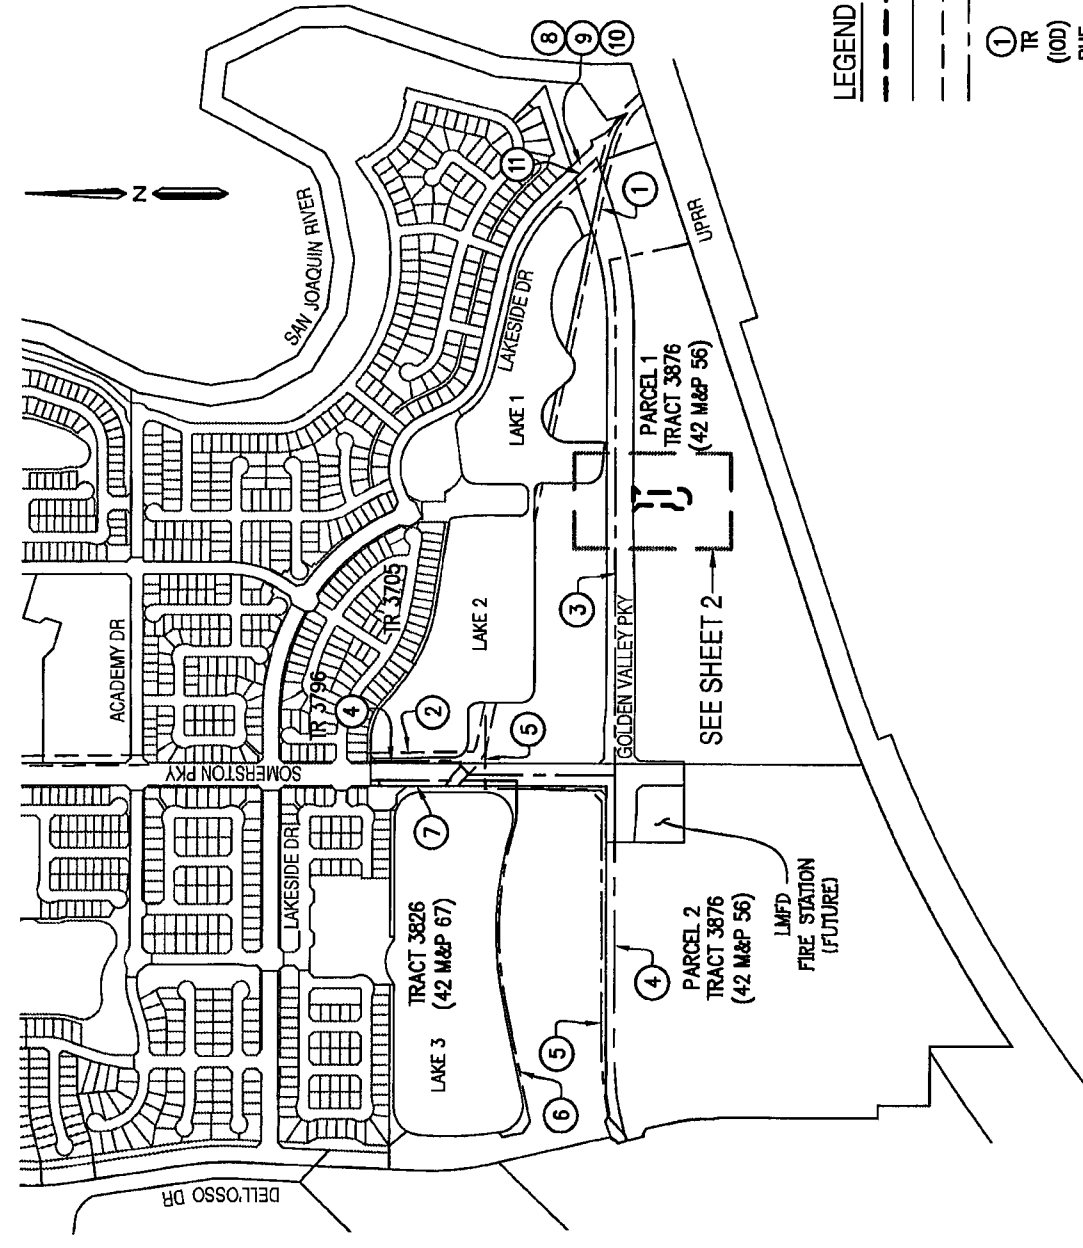 8
9
10
LEGEND
1
TR
(IOD)
N
SAN JOAQUIN RIVER
11
1
UPRR
LAKESIDE DR
LAKE 1
PARCEL 1
TRACT 3876
(42 M&P 56)
ACADEMY DR
TR 3705
LAKE 2
3
GOLDEN VALLEY PKY
SEE SHEET 2
TR 3796
4
2
5
SOMERSTON PKY
7
LAKESIDE DR
TRACT 3826
(42 M&P 67)
LAKE 3
LMFD
FIRE STATION
(FUTURE)
4
PARCEL 2
TRACT 3876
(42 M&P 56)
5
6
DELL'OSSO DR